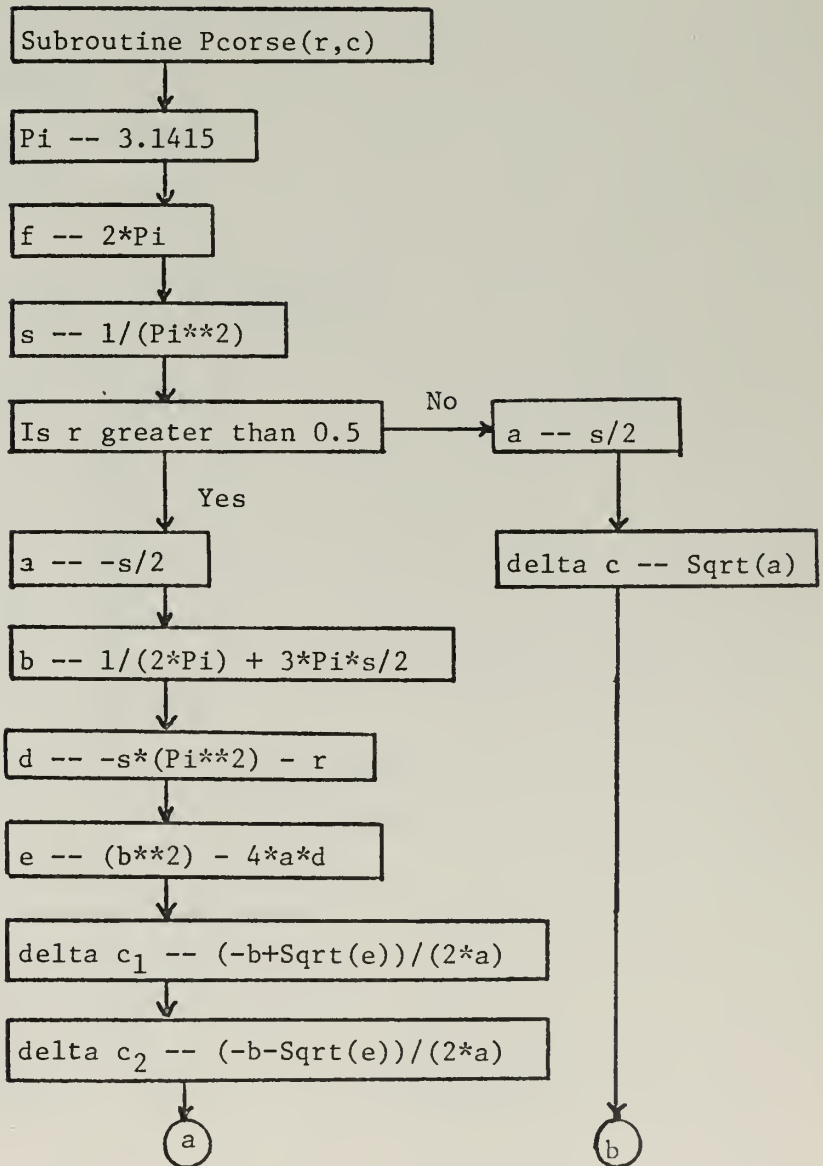 Subroutine Pcorse(r,c)
Pi -- 3.1415
f -- 2*Pi
s -- 1/(Pi**2)
Is r greater than 0.5
No
a -- s/2
Yes
a -- -s/2
delta c -- Sqrt(a)
b -- 1/(2*Pi) + 3*Pi*s/2
d -- -s*(Pi**2) - r
e -- (b**2) - 4*a*d
delta c₁ -- (-b+Sqrt(e))/(2*a)
delta c₂ -- (-b-Sqrt(e))/(2*a)
a
b